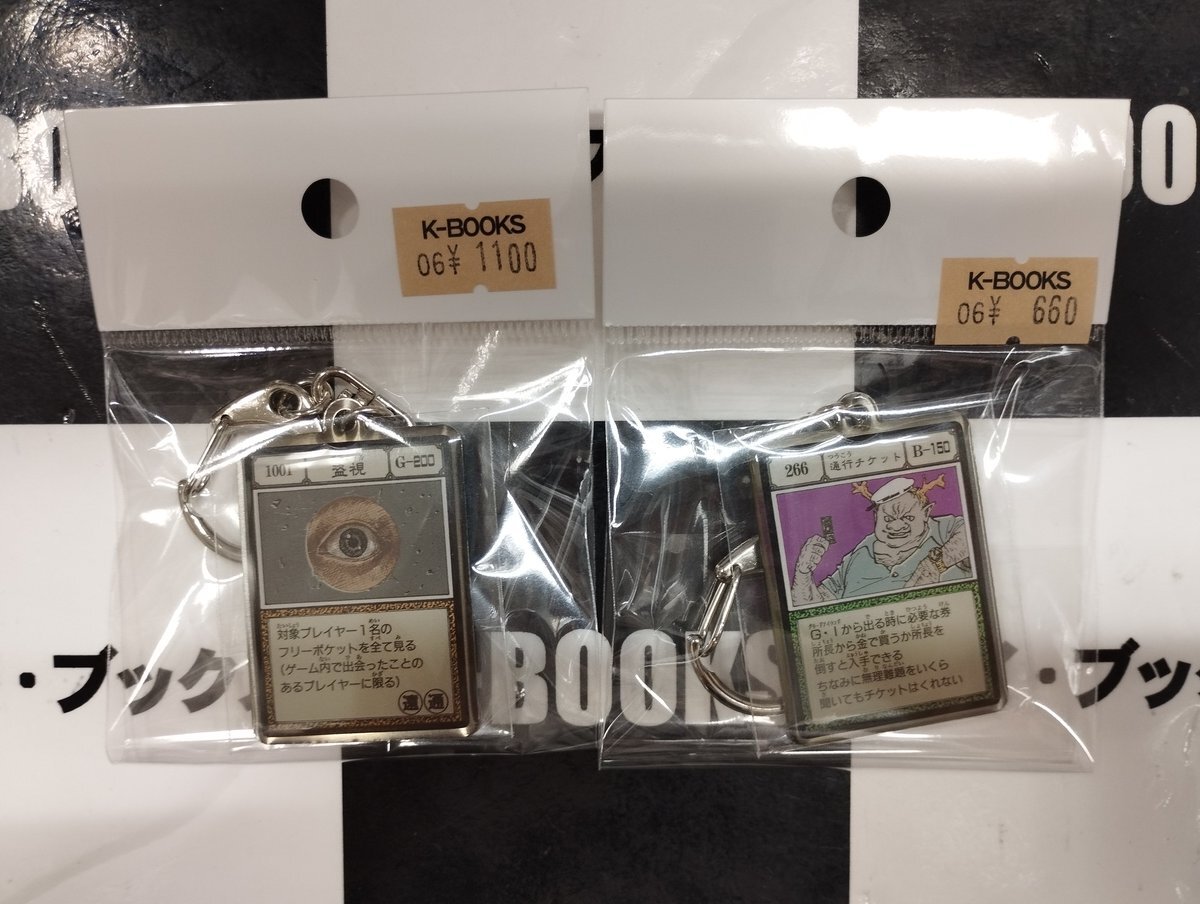 K-BOOKS
06¥ 1100
1001 盗視 G-200
対象プレイヤー1名の
フリーポケットを全て見る
(ゲーム内で出会ったことの
あるプレイヤーに限る)
遠 通
K-BOOKS
06¥ 660
266 通行チケット B-150
G・Iから出る時に必要な券
所長から金で買うか所長を
倒すと入手できる
ちなみに無理難題をいくら
聞いてもチケットはくれない
BOOKS
・ブック
・ブッ